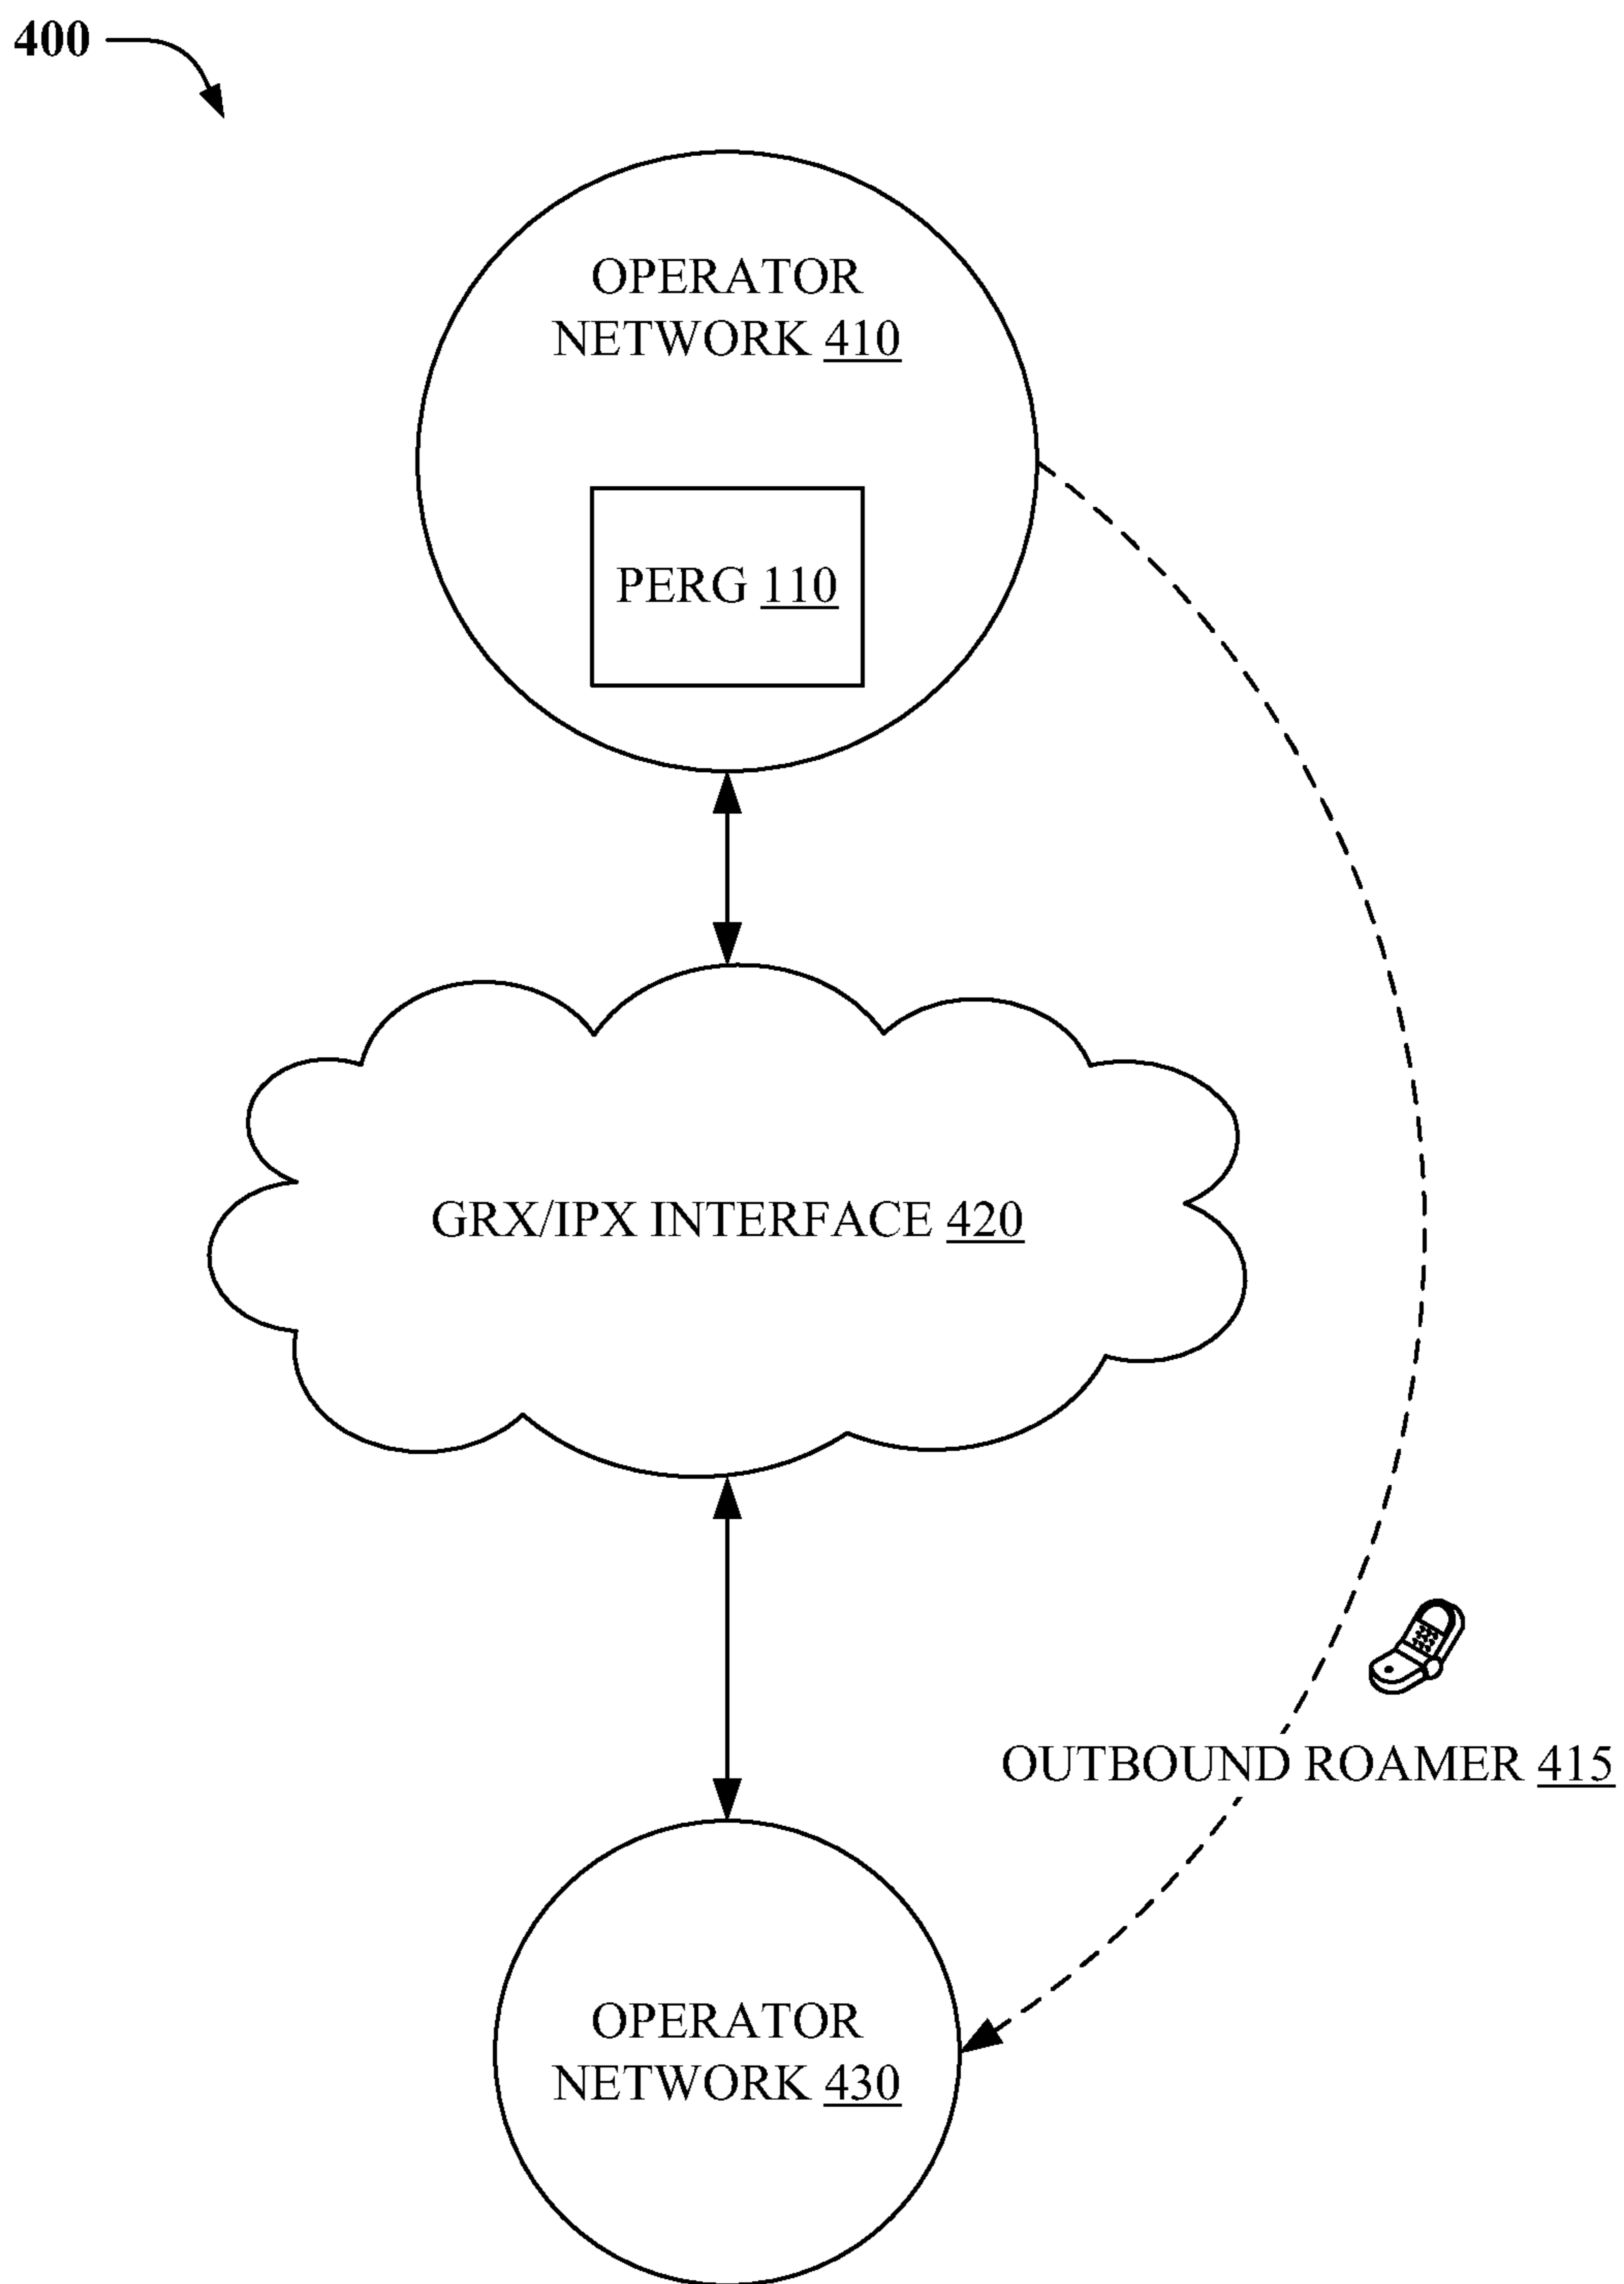 400
OPERATOR
NETWORK 410
PERG 110
GRX/IPX INTERFACE 420
OUTBOUND ROAMER 415
OPERATOR
NETWORK 430